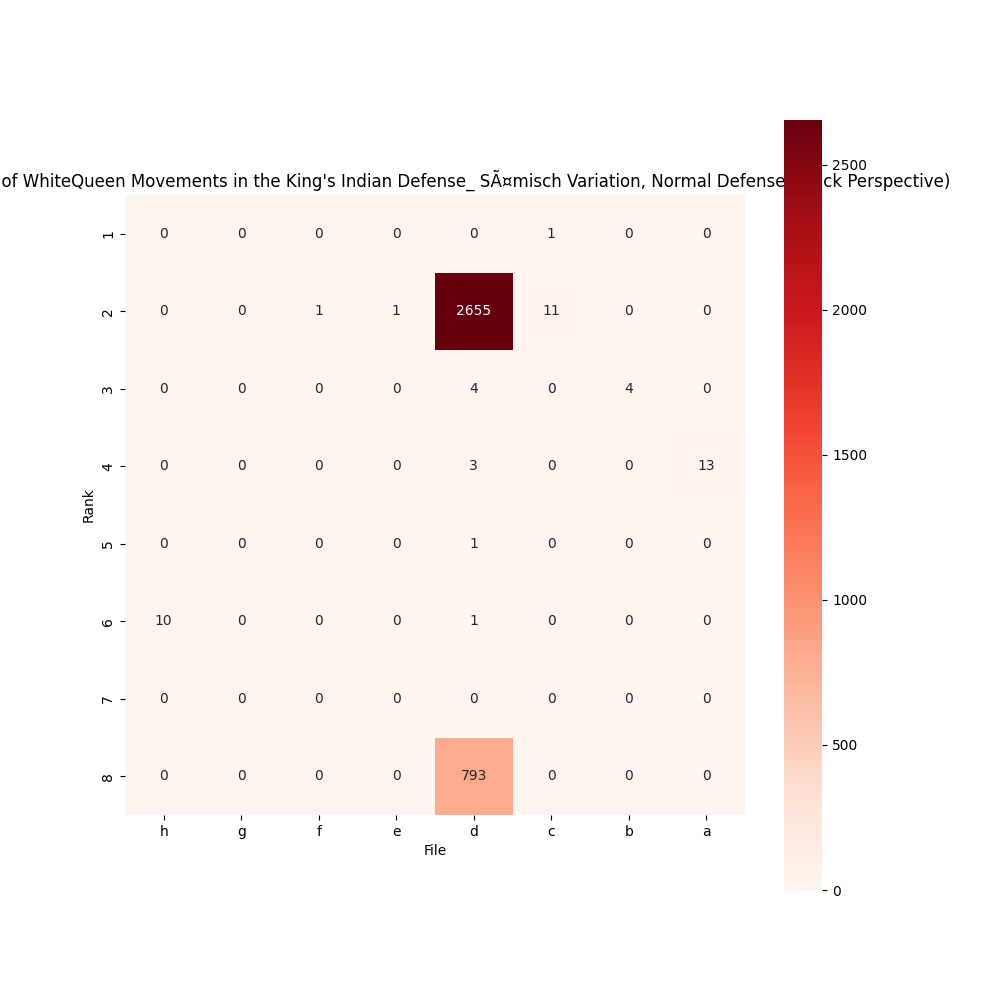 of WhiteQueen Movements in the King's Indian Defense_ SÃ¤misch Variation, Normal Defense ck Perspective)
2500
1 0 0 0 0 0 1 0 0
2 0 0 1 1 2655 11 0 0
2000
3 0 0 0 0 4 0 4 0
4 0 0 0 0 3 0 0 13
1500
Rank
5 0 0 0 0 1 0 0 0
1000
6 10 0 0 0 1 0 0 0
7 0 0 0 0 0 0 0 0
500
8 0 0 0 0 793 0 0 0
h g f e d c b a
File
0